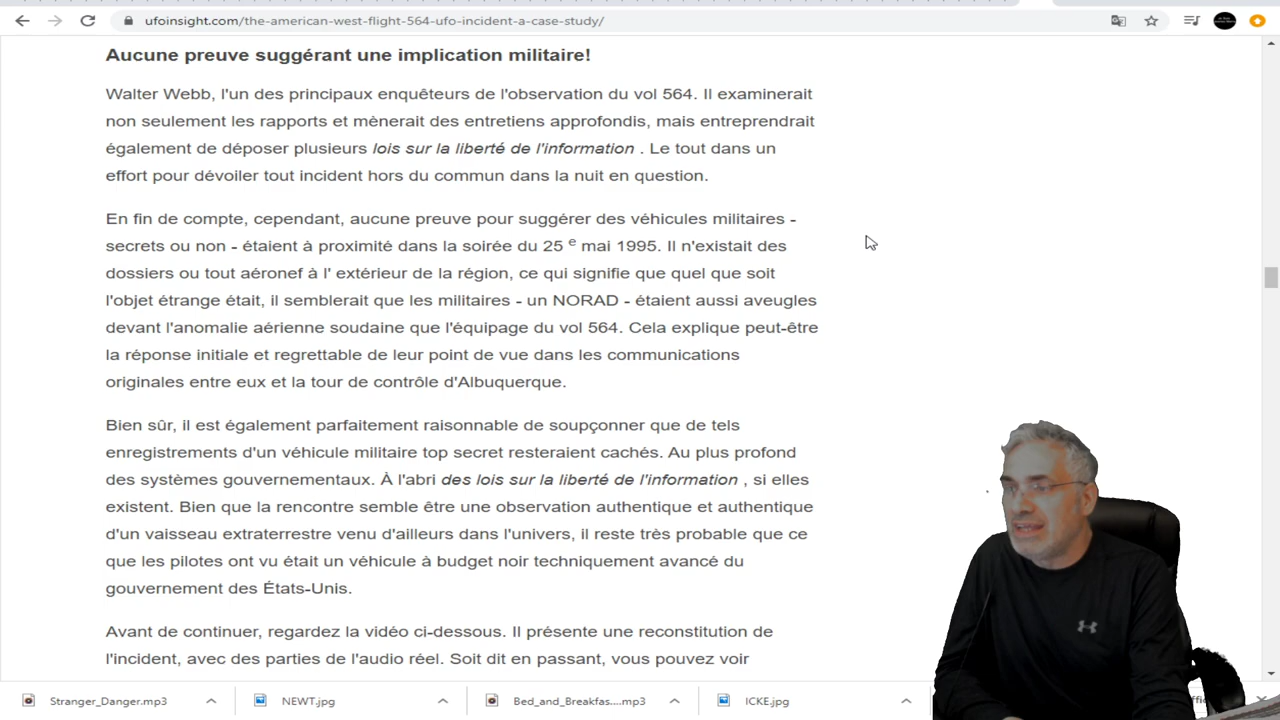 ufoinsight.com/the-american-west-flight-564-ufo-incident-a-case-study/
Aucune preuve suggérant une implication militaire!
Walter Webb, l'un des principaux enquêteurs de l'observation du vol 564. Il examinerait
non seulement les rapports et mènerait des entretiens approfondis, mais entreprendrait
également de déposer plusieurs lois sur la liberté de l'information . Le tout dans un
effort pour dévoiler tout incident hors du commun dans la nuit en question.
En fin de compte, cependant, aucune preuve pour suggérer des véhicules militaires -
secrets ou non - étaient à proximité dans la soirée du 25 e mai 1995. Il n'existait des
dossiers ou tout aéronef à l' extérieur de la région, ce qui signifie que quel que soit
l'objet étrange était, il semblerait que les militaires - un NORAD - étaient aussi aveugles
devant l'anomalie aérienne soudaine que l'équipage du vol 564. Cela explique peut-être
la réponse initiale et regrettable de leur point de vue dans les communications
originales entre eux et la tour de contrôle d'Albuquerque.
Bien sûr, il est également parfaitement raisonnable de soupçonner que de tels
enregistrements d'un véhicule militaire top secret resteraient cachés. Au plus profond
des systèmes gouvernementaux. À l'abri des lois sur la liberté de l'information , si elles
existent. Bien que la rencontre semble être une observation authentique et authentique
d'un vaisseau extraterrestre venu d'ailleurs dans l'univers, il reste très probable que ce
que les pilotes ont vu était un véhicule à budget noir techniquement avancé du
gouvernement des États-Unis.
Avant de continuer, regardez la vidéo ci-dessous. Il présente une reconstitution de
l'incident, avec des parties de l'audio réel. Soit dit en passant, vous pouvez voir
Stranger_Danger.mp3 NEWT.jpg Bed_and_Breakfas....mp3 ICKE.jpg